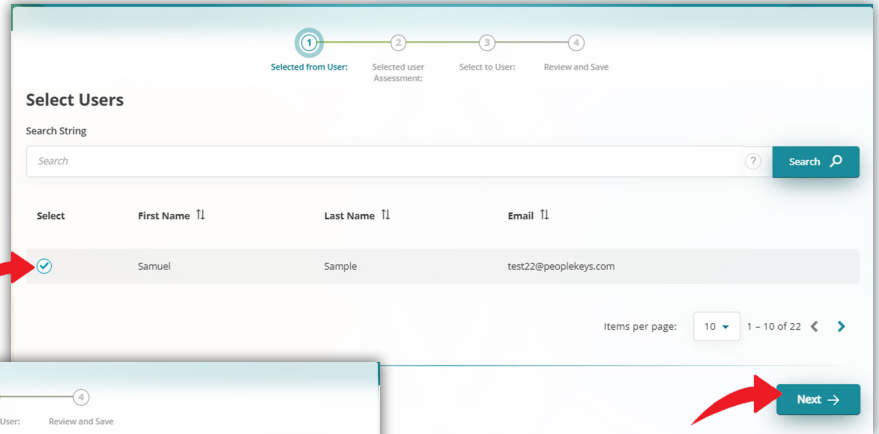 1 2 3 4
Selected from User: Selected user Assessment: Select to User: Review and Save
Select Users
Search String
Search ? Search
Select First Name Last Name Email
Samuel Sample test22@peoplekeys.com
Items per page: 10 1 – 10 of 22
Next →
4
User: Review and Save